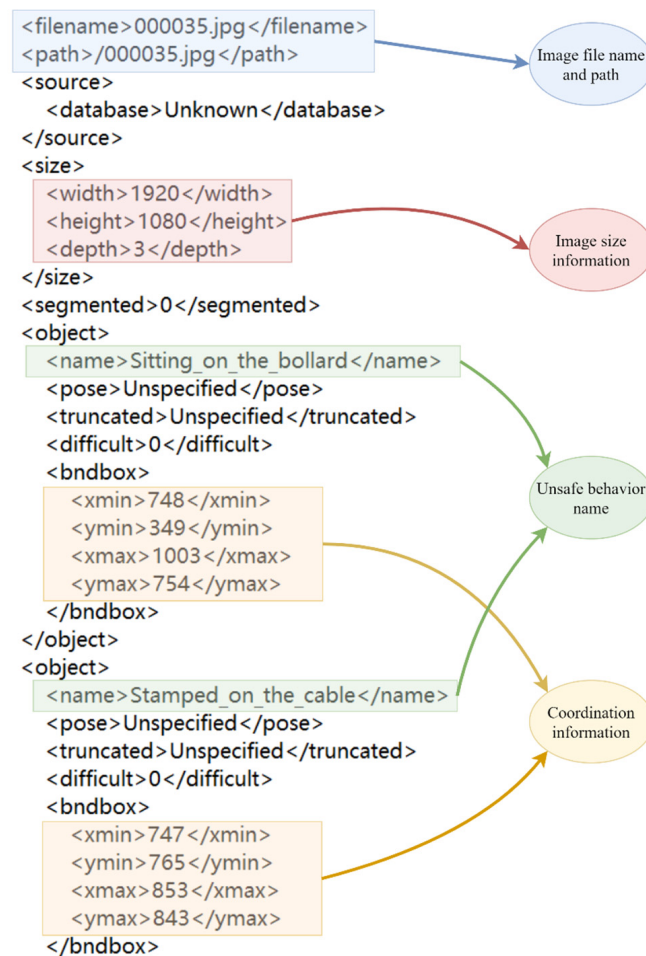 <filename>000035.jpg</filename>
<path>/000035.jpg</path>
<source>
<database>Unknown</database>
</source>
<size>
<width>1920</width>
<height>1080</height>
<depth>3</depth>
</size>
<segmented>0</segmented>
<object>
<name>Sitting_on_the_bollard</name>
<pose>Unspecified</pose>
<truncated>Unspecified</truncated>
<difficult>0</difficult>
<bndbox>
<xmin>748</xmin>
<ymin>349</ymin>
<xmax>1003</xmax>
<ymax>754</ymax>
</bndbox>
</object>
<object>
<name>Stamped_on_the_cable</name>
<pose>Unspecified</pose>
<truncated>Unspecified</truncated>
<difficult>0</difficult>
<bndbox>
<xmin>747</xmin>
<ymin>765</ymin>
<xmax>853</xmax>
<ymax>843</ymax>
</bndbox>
Image file name
and path
Image size
information
Unsafe behavior
name
Coordination
information